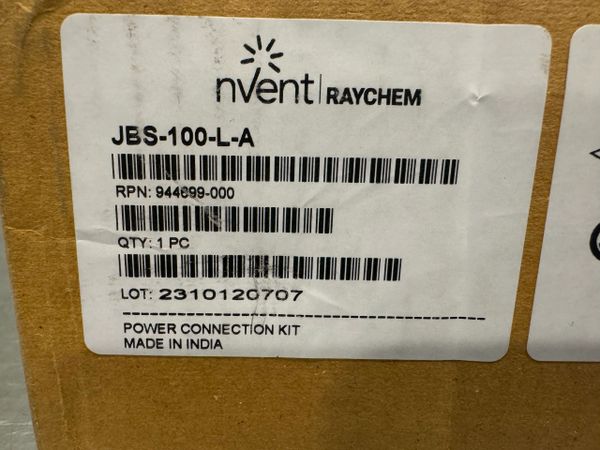 nvent | RAYCHEM
JBS-100-L-A
RPN: 944699-000
QTY: 1 PC
LOT: 2310120707
POWER CONNECTION KIT
MADE IN INDIA